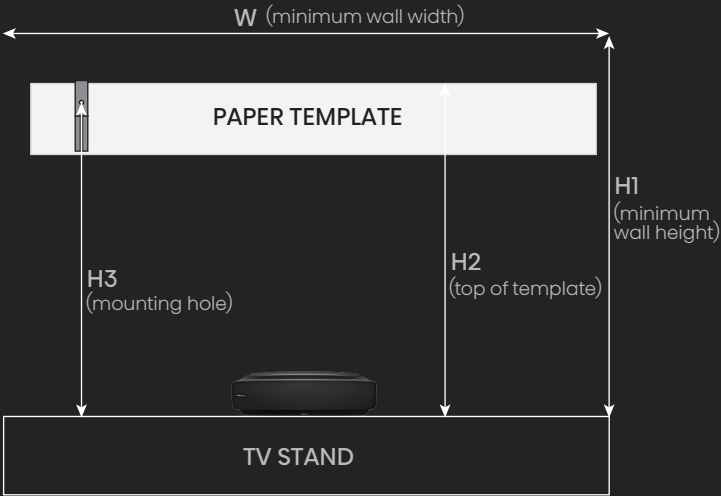 W (minimum wall width)
PAPER TEMPLATE
H1
(minimum
wall height)
H2
(top of template)
H3
(mounting hole)
TV STAND